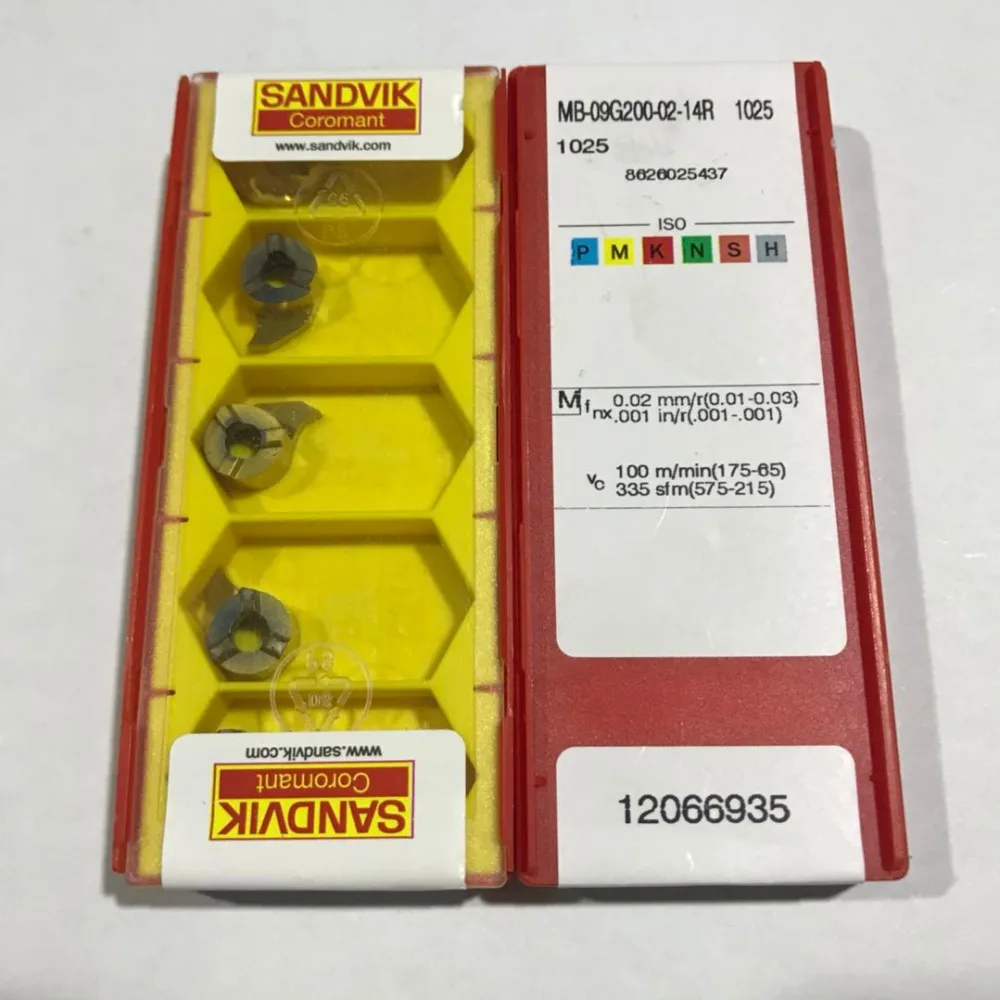 SANDVIK
Coromant
www.sandvik.com
PS
www.sandvik.com
Coromant
SANDVIK
MB-09G200-02-14R 1025
1025
8626025437
ISO
P M K N S H
M fnx 0.02 mm/r(0.01-0.03)
.001 in/r(.001-.001)
vc 100 m/min(175-65)
335 sfm(575-215)
12066935